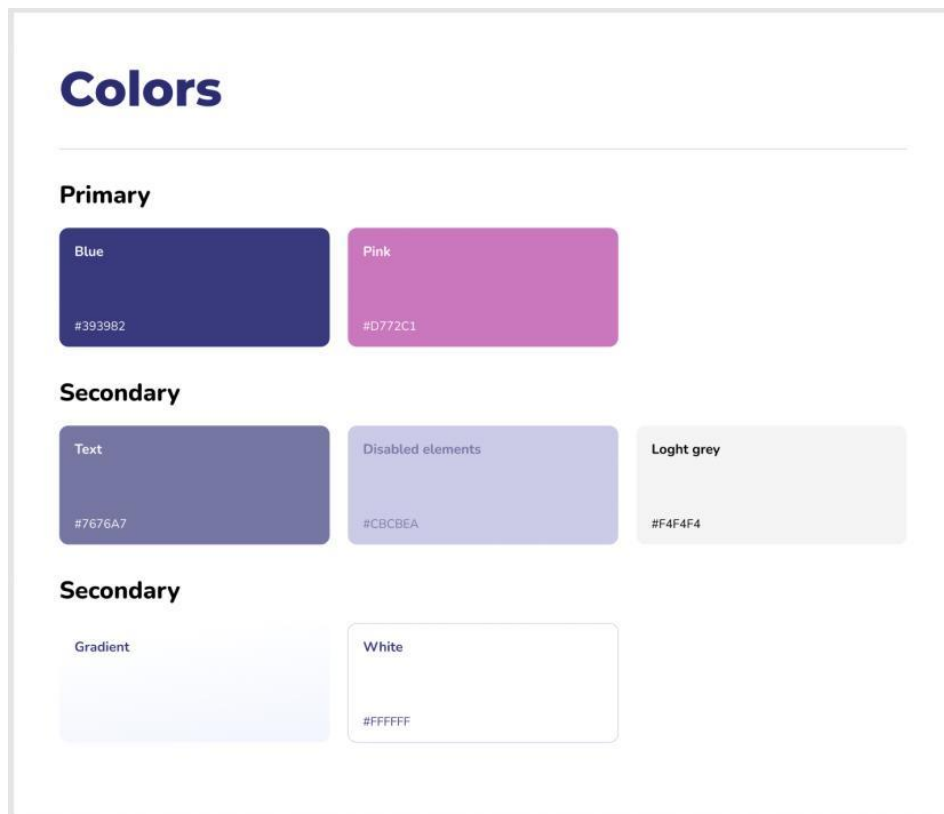 Colors
Primary
Blue
#393982
Pink
#D772C1
Secondary
Text
#7676A7
Disabled elements
#CBCBEA
Loght grey
#F4F4F4
Secondary
Gradient
White
#FFFFFF